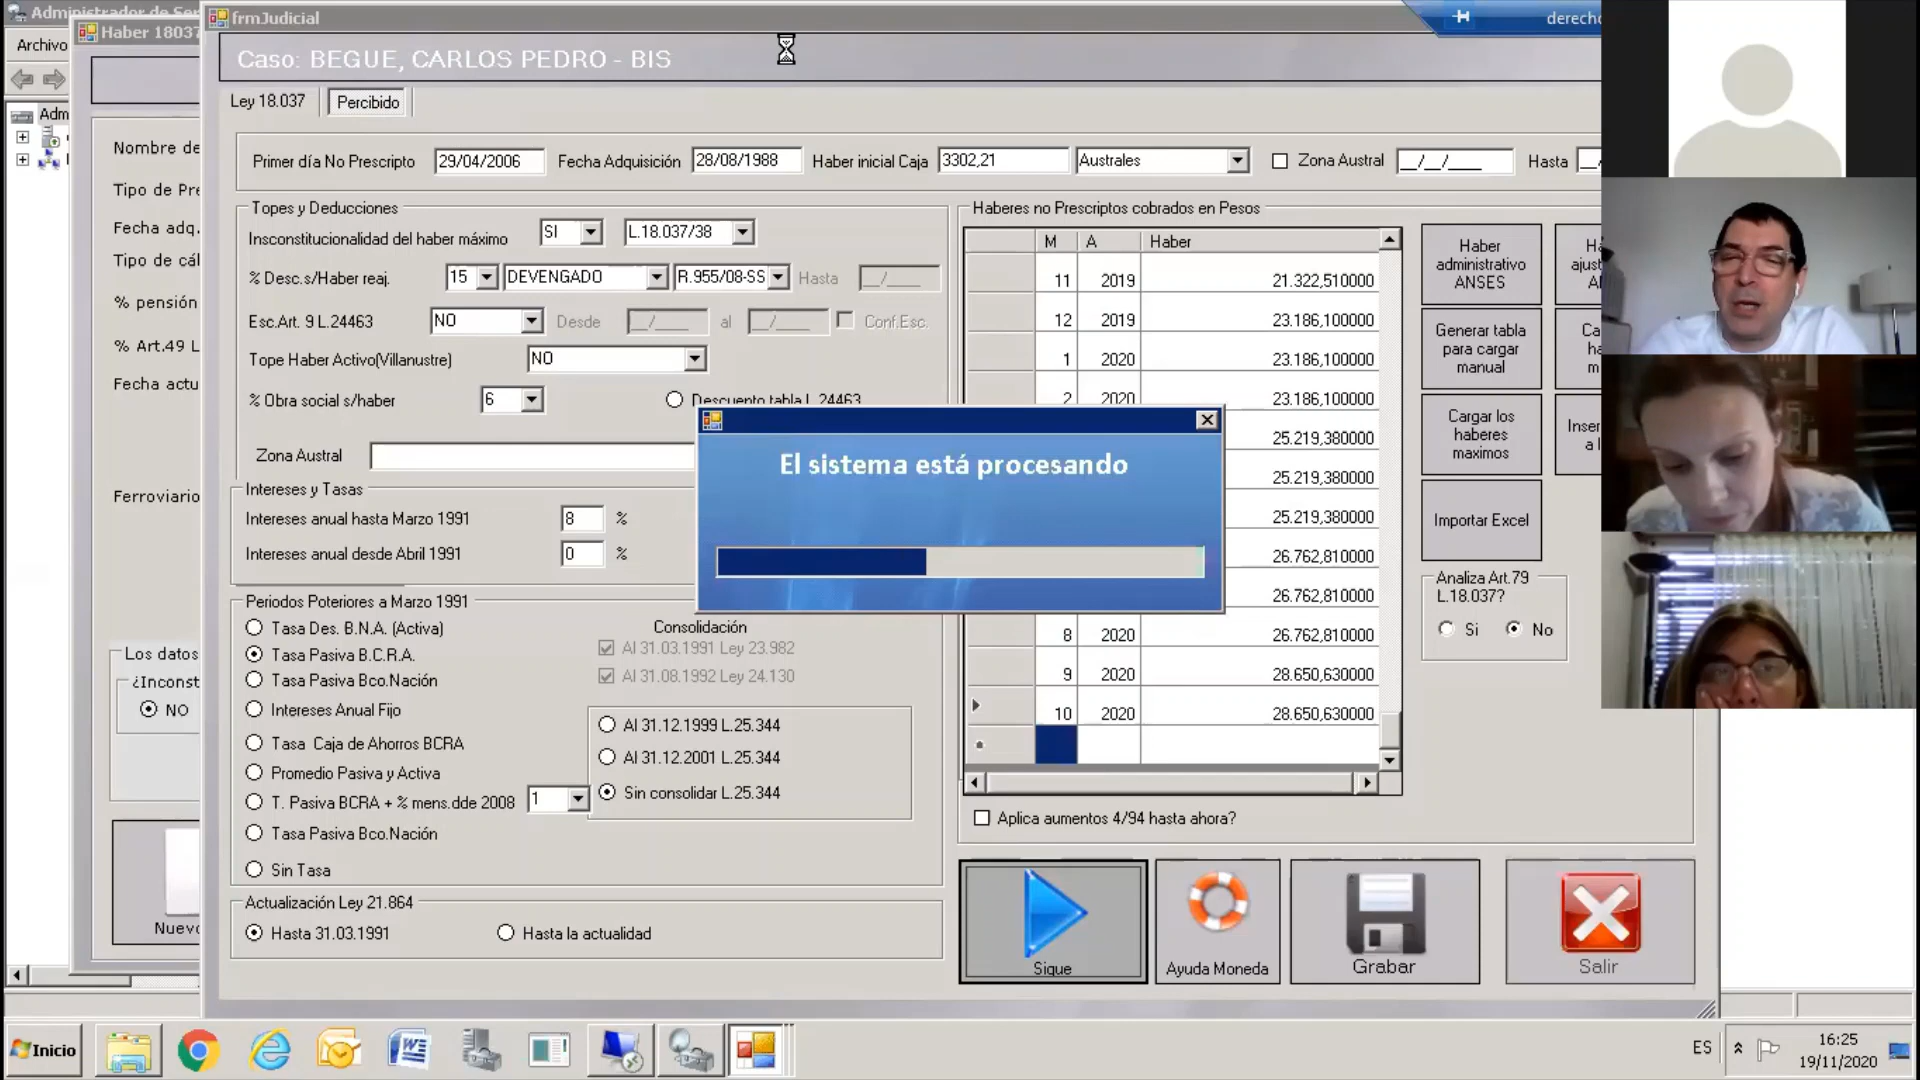 Administrador de Se
Haber 18037
frmJudicial
derecho
Archivo
Caso: BEGUE, CARLOS PEDRO - BIS
Ley 18.037
Percibido
Adm
Nombre de
Tipo de Pre
Fecha adq.
Tipo de cál
% pensión
% Art.49 L
Fecha actu
Ferroviario
Los datos
¿Inconst
NO
Nuevo
Primer día No Prescripto
29/04/2006
Fecha Adquisición
28/08/1988
Haber inicial Caja
3302,21
Australes
Zona Austral
__/__/____
Hasta
Topes y Deducciones
Insconstitucionalidad del haber máximo
SI
L.18.037/38
% Desc.s/Haber reaj.
15
DEVENGADO
R.955/08-SS
Hasta
__/____
Esc.Art. 9 L.24463
NO
Desde
__/____
al
__/____
Conf.Esc.
Tope Haber Activo(Villanustre)
NO
% Obra social s/haber
6
Descuento tabla L.24463
Zona Austral
Intereses y Tasas
Intereses anual hasta Marzo 1991
8
%
Intereses anual desde Abril 1991
0
%
El sistema está procesando
Periodos Poteriores a Marzo 1991
Tasa Des. B.N.A. (Activa)
Tasa Pasiva B.C.R.A.
Tasa Pasiva Bco.Nación
Intereses Anual Fijo
Tasa Caja de Ahorros BCRA
Promedio Pasiva y Activa
T. Pasiva BCRA + % mens.dde 2008
1
Tasa Pasiva Bco.Nación
Sin Tasa
Consolidación
Al 31.03.1991 Ley 23.982
Al 31.08.1992 Ley 24.130
Al 31.12.1999 L.25.344
Al 31.12.2001 L.25.344
Sin consolidar L.25.344
Actualización Ley 21.864
Hasta 31.03.1991
Hasta la actualidad
Haberes no Prescriptos cobrados en Pesos
M A Haber
11 2019 21.322,510000
12 2019 23.186,100000
1 2020 23.186,100000
2 2020 23.186,100000
25.219,380000
25.219,380000
25.219,380000
26.762,810000
26.762,810000
8 2020 26.762,810000
9 2020 28.650,630000
10 2020 28.650,630000
Aplica aumentos 4/94 hasta ahora?
Haber
administrativo
ANSES
Generar tabla
para cargar
manual
Cargar los
haberes
maximos
Importar Excel
Analiza Art.79
L.18.037?
Si
No
Sigue
Ayuda Moneda
Grabar
Salir
Inicio
ES
16:25
19/11/2020